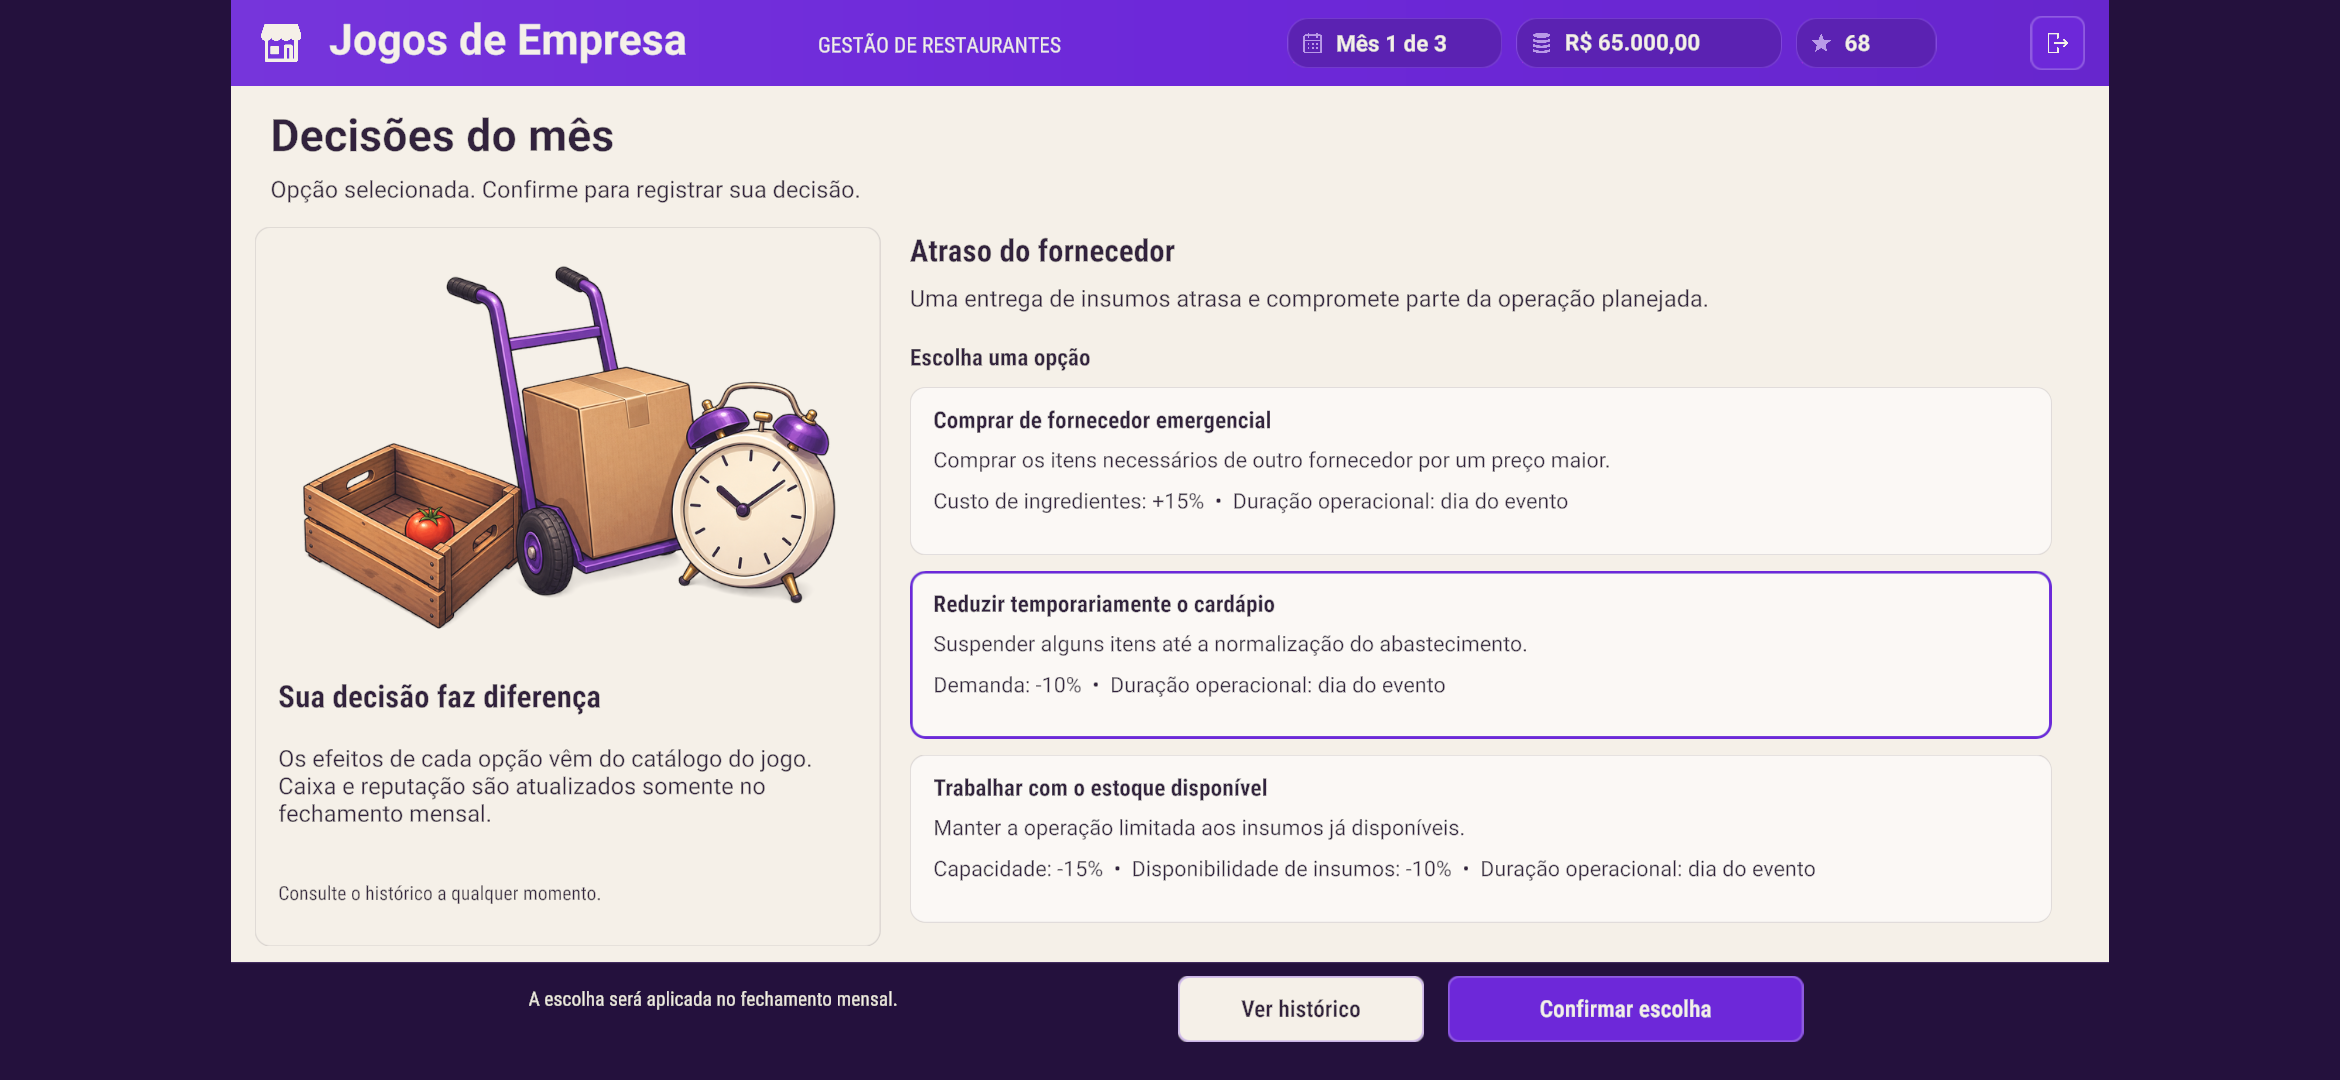 Jogos de Empresa
GESTÃO DE RESTAURANTES
Mês 1 de 3
R$ 65.000,00
68
Decisões do mês
Opção selecionada. Confirme para registrar sua decisão.
Sua decisão faz diferença
Os efeitos de cada opção vêm do catálogo do jogo.
Caixa e reputação são atualizados somente no
fechamento mensal.
Consulte o histórico a qualquer momento.
Atraso do fornecedor
Uma entrega de insumos atrasa e compromete parte da operação planejada.
Escolha uma opção
Comprar de fornecedor emergencial
Comprar os itens necessários de outro fornecedor por um preço maior.
Custo de ingredientes: +15% • Duração operacional: dia do evento
Reduzir temporariamente o cardápio
Suspender alguns itens até a normalização do abastecimento.
Demanda: -10% • Duração operacional: dia do evento
Trabalhar com o estoque disponível
Manter a operação limitada aos insumos já disponíveis.
Capacidade: -15% • Disponibilidade de insumos: -10% • Duração operacional: dia do evento
A escolha será aplicada no fechamento mensal.
Ver histórico
Confirmar escolha